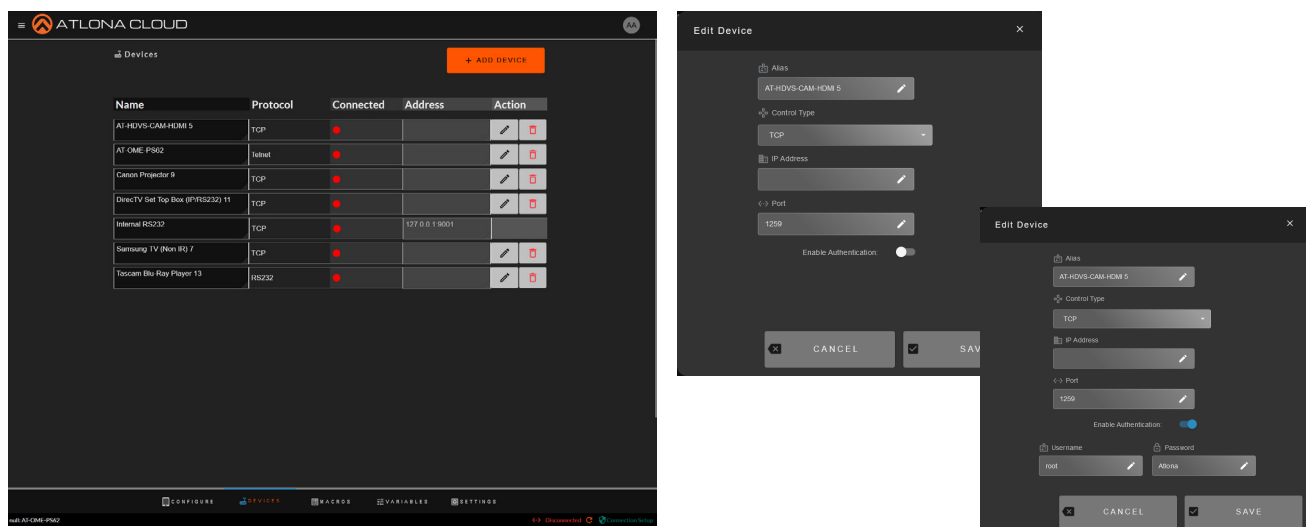 ATLONA CLOUD
AA
Devices
+ ADD DEVICE
Name Protocol Connected Address Action
AT-HDVS-CAM-HDMI 5 TCP
AT-OME-PS62 Telnet
Canon Projector 9 TCP
DirecTV Set Top Box (IP/RS232) 11 TCP
Internal RS232 TCP 127.0.0.1:9001
Samsung TV (Non IR) 7 TCP
Tascam Blu Ray Player 13 RS232
CONFIGURE DEVICES MACROS VARIABLES SETTINGS
null: AT-OME-PS62 Disconnected Connection Setup
Edit Device
Alias
AT-HDVS-CAM-HDMI 5
Control Type
TCP
IP Address
Port
1259
Enable Authentication:
CANCEL SAV
Edit Device
Alias
AT-HDVS-CAM-HDMI 5
Control Type
TCP
IP Address
Port
1259
Enable Authentication:
Username Password
root Atlona
CANCEL SAVE